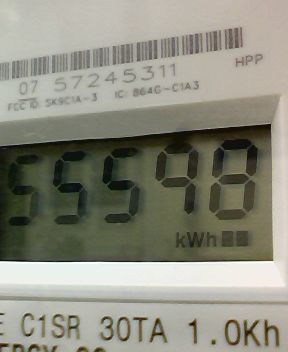 HPP
07 57245311
FCC ID: SK9C1A-3 IC: 864G-C1A3
55598
kWh
E C1SR 30TA 1.0Kh